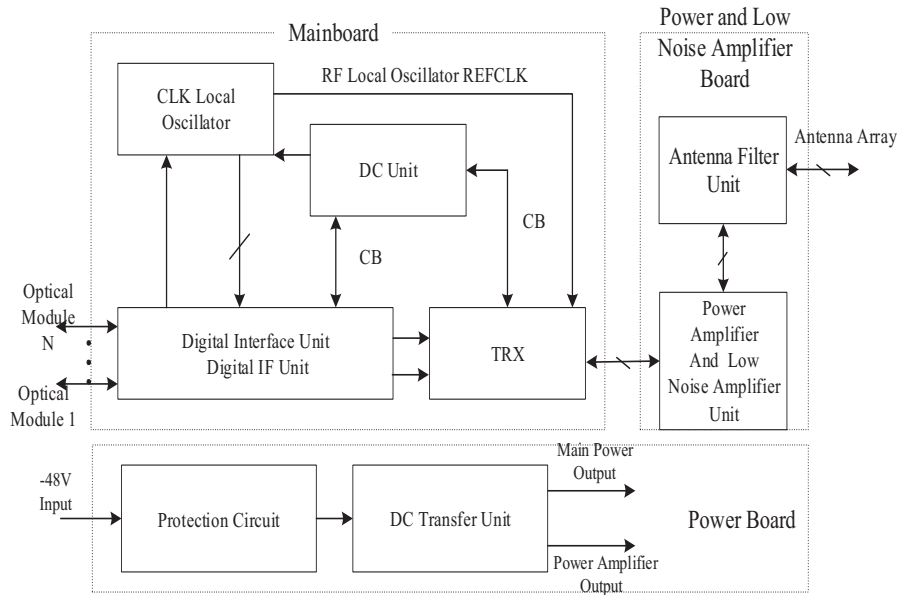 Mainboard
Power and Low
Noise Amplifier
Board
RF Local Oscillator REFCLK
CLK Local
Oscillator
DC Unit
CB
CB
Antenna Filter
Unit
Antenna Array
Optical
Module
N
Optical
Module 1
Digital Interface Unit
Digital IF Unit
TRX
Power
Amplifier
And Low
Noise Amplifier
Unit
-48V
Input
Protection Circuit
DC Transfer Unit
Main Power
Output
Power Amplifier
Output
Power Board